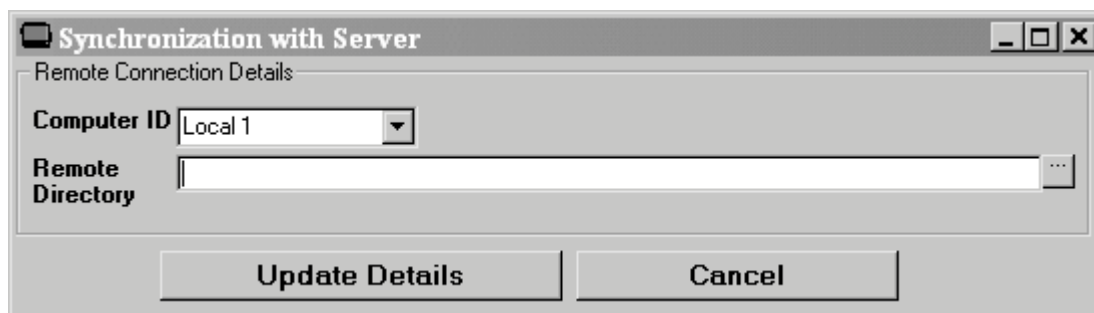 Synchronization with Server
Remote Connection Details
Computer ID Local 1
Remote
Directory
...
Update Details Cancel